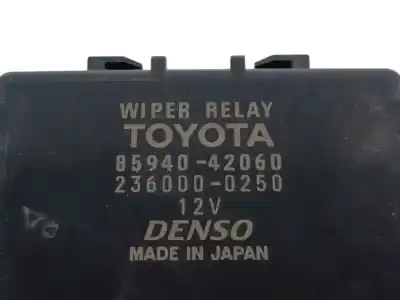 WIPER RELAY
TOYOTA
85940-42060
236000-0250
12V
DENSO
MADE IN JAPAN